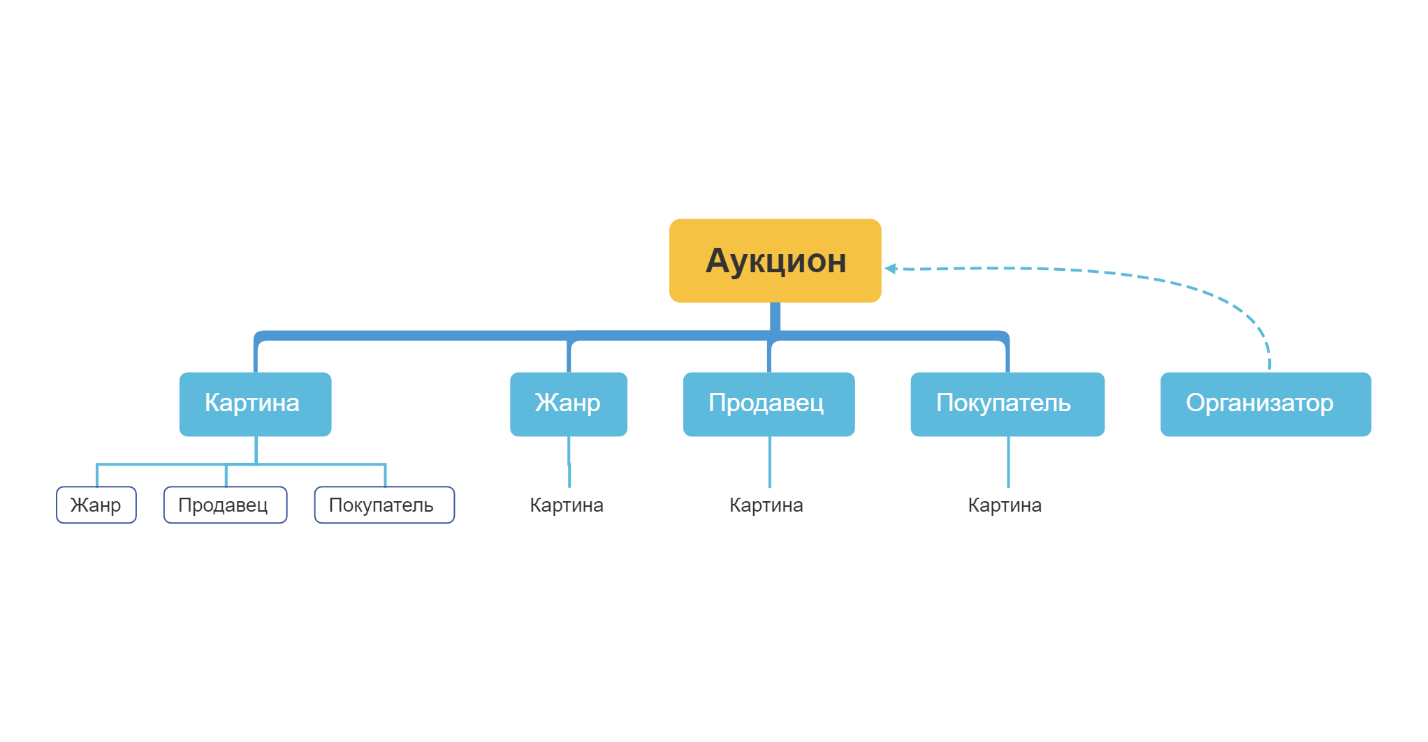 Аукцион
Картина
Жанр
Продавец
Покупатель
Организатор
Жанр
Продавец
Покупатель
Картина
Картина
Картина